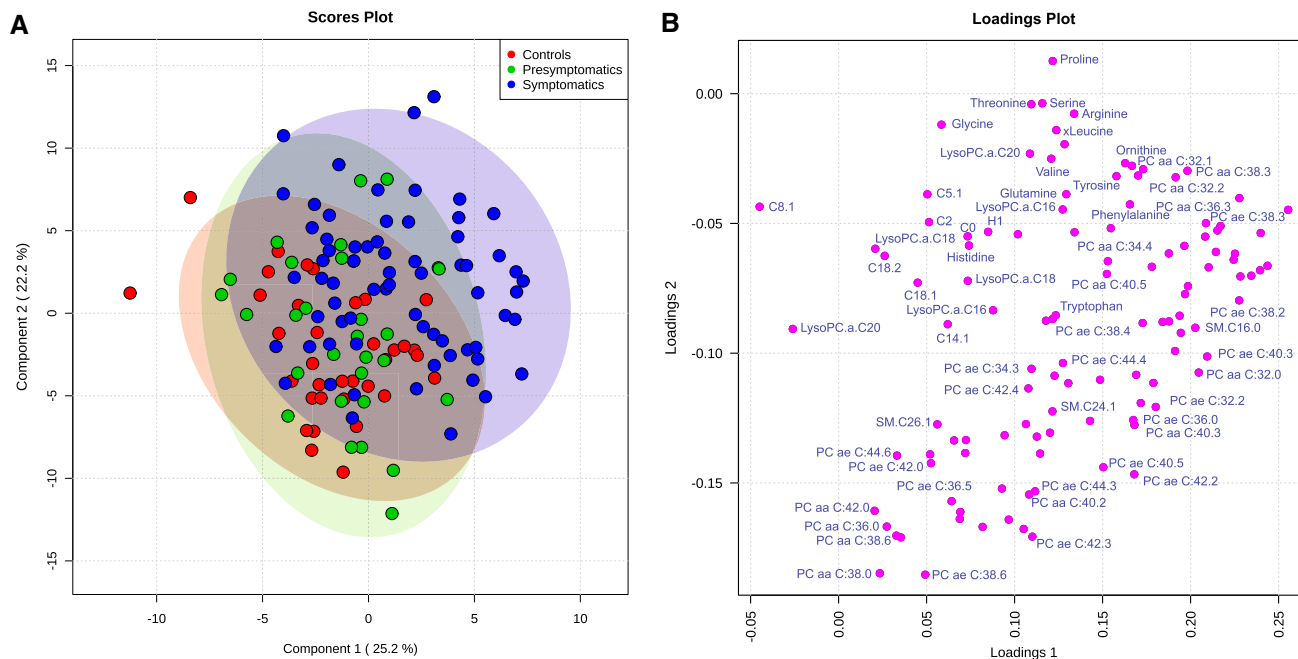 A
Scores Plot
Controls
Presymptomatics
Symptomatics
15
10
5
0
-5
-10
-15
Component 2 ( 22.2 %)
-10
-5
0
5
10
Component 1 ( 25.2 %)
B
Loadings Plot
Proline
Threonine
Serine
Arginine
Glycine
xLeucine
LysoPC.a.C20
Ornithine
PC aa C:32.1
Valine
PC aa C:38.3
Tyrosine
PC aa C:32.2
C5.1
Glutamine
C8.1
LysoPC.a.C16
PC aa C:36.3
Phenylalanine
PC ae C:38.3
C2
C0
H1
LysoPC.a.C18
Histidine
PC aa C:34.4
C18.2
LysoPC.a.C18
PC aa C:40.5
C18.1
LysoPC.a.C16
Tryptophan
PC ae C:38.2
LysoPC.a.C20
C14.1
PC ae C:38.4
SM.C16.0
PC ae C:40.3
PC ae C:44.4
PC ae C:34.3
PC aa C:32.0
PC ae C:42.4
PC ae C:32.2
SM.C24.1
SM.C26.1
PC ae C:36.0
PC aa C:40.3
PC ae C:44.6
PC ae C:42.0
PC ae C:40.5
PC ae C:42.2
PC aa C:36.5
PC ae C:44.3
PC aa C:40.2
PC aa C:42.0
PC aa C:36.0
PC aa C:38.6
PC ae C:42.3
PC aa C:38.0
PC ae C:38.6
0.00
-0.05
-0.10
-0.15
Loadings 2
-0.05
0.00
0.05
0.10
0.15
0.20
0.25
Loadings 1